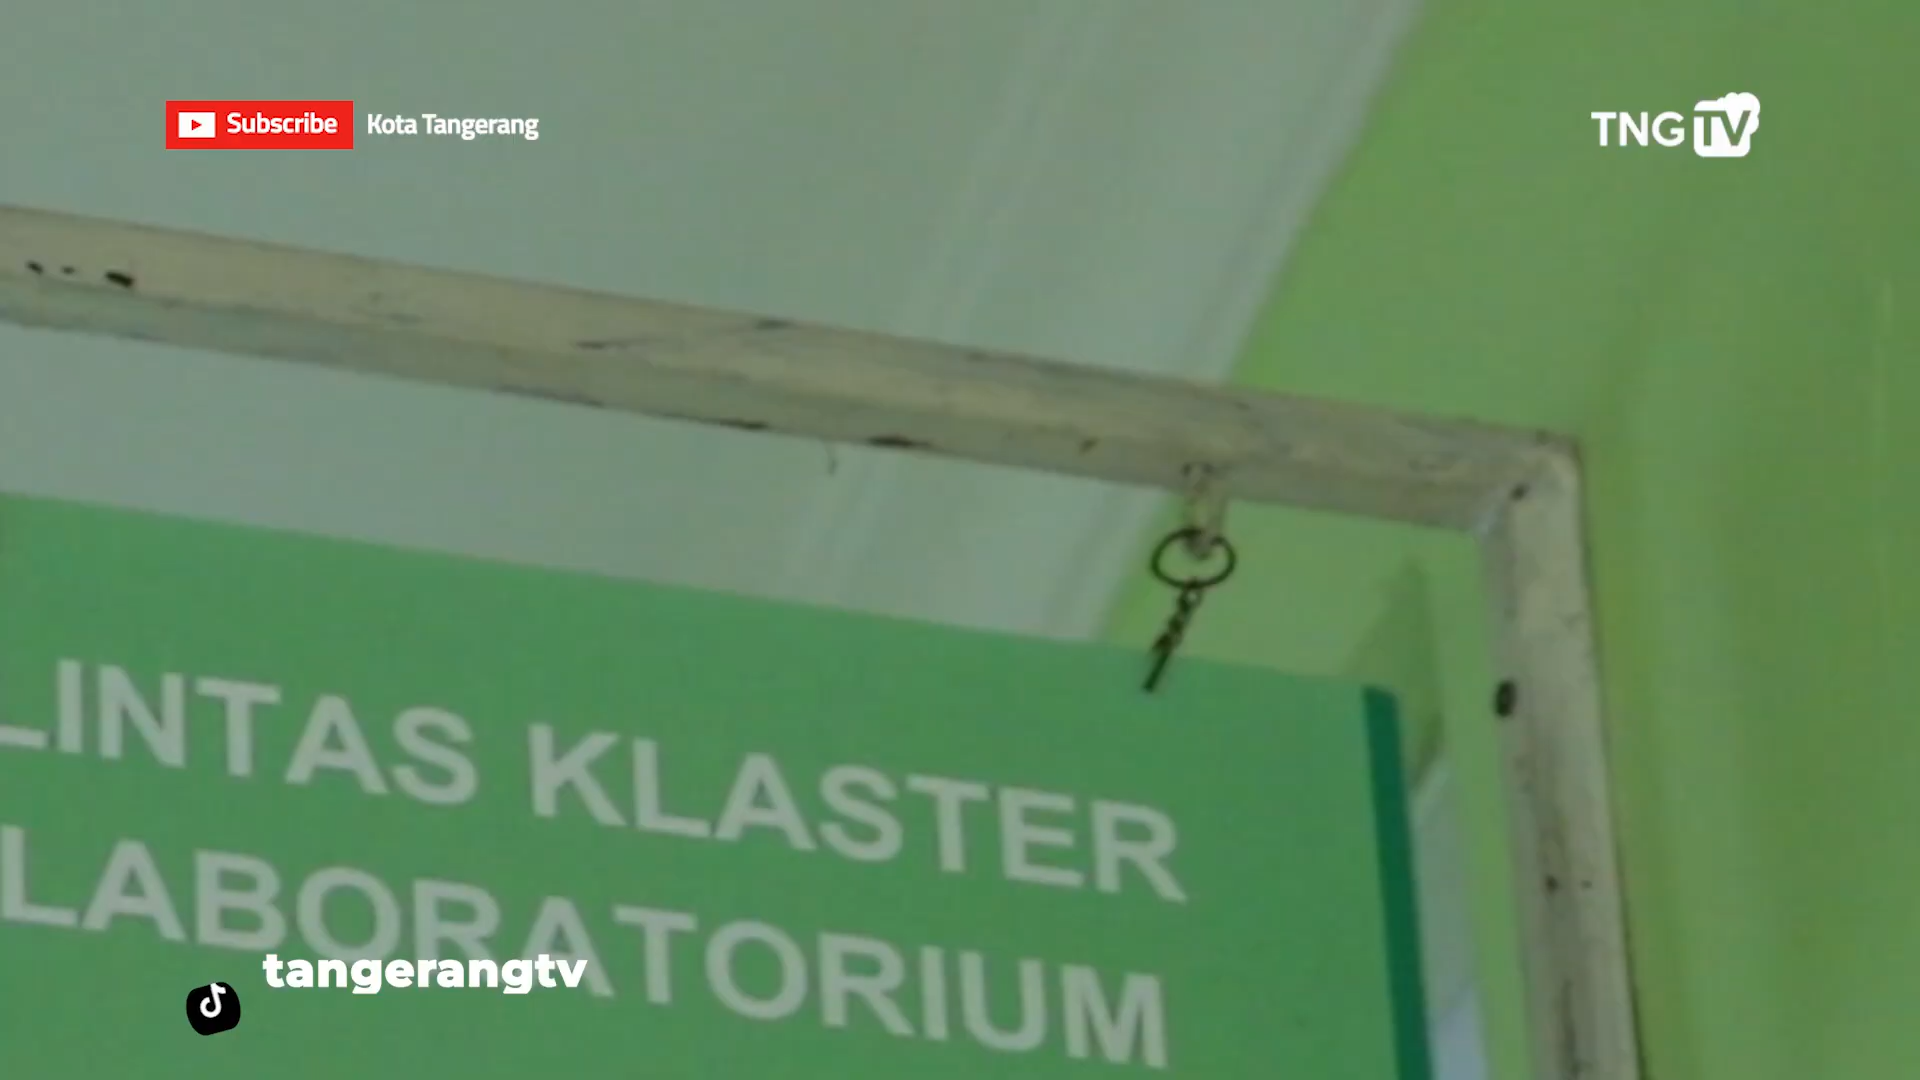 Subscribe Kota Tangerang
TNG TV
LINTAS KLASTER
LABORATORIUM
tangerangtv